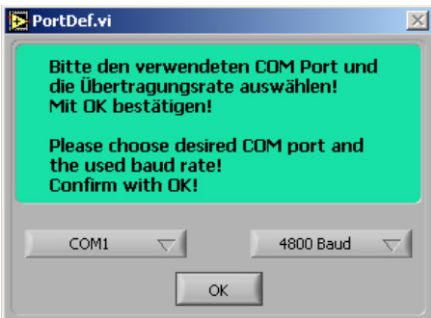 PortDef.vi
Bitte den verwendeten COM Port und
die Übertragungsrate auswählen!
Mit OK bestätigen!
Please choose desired COM port and
the used baud rate!
Confirm with OK!
COM1
4800 Baud
OK